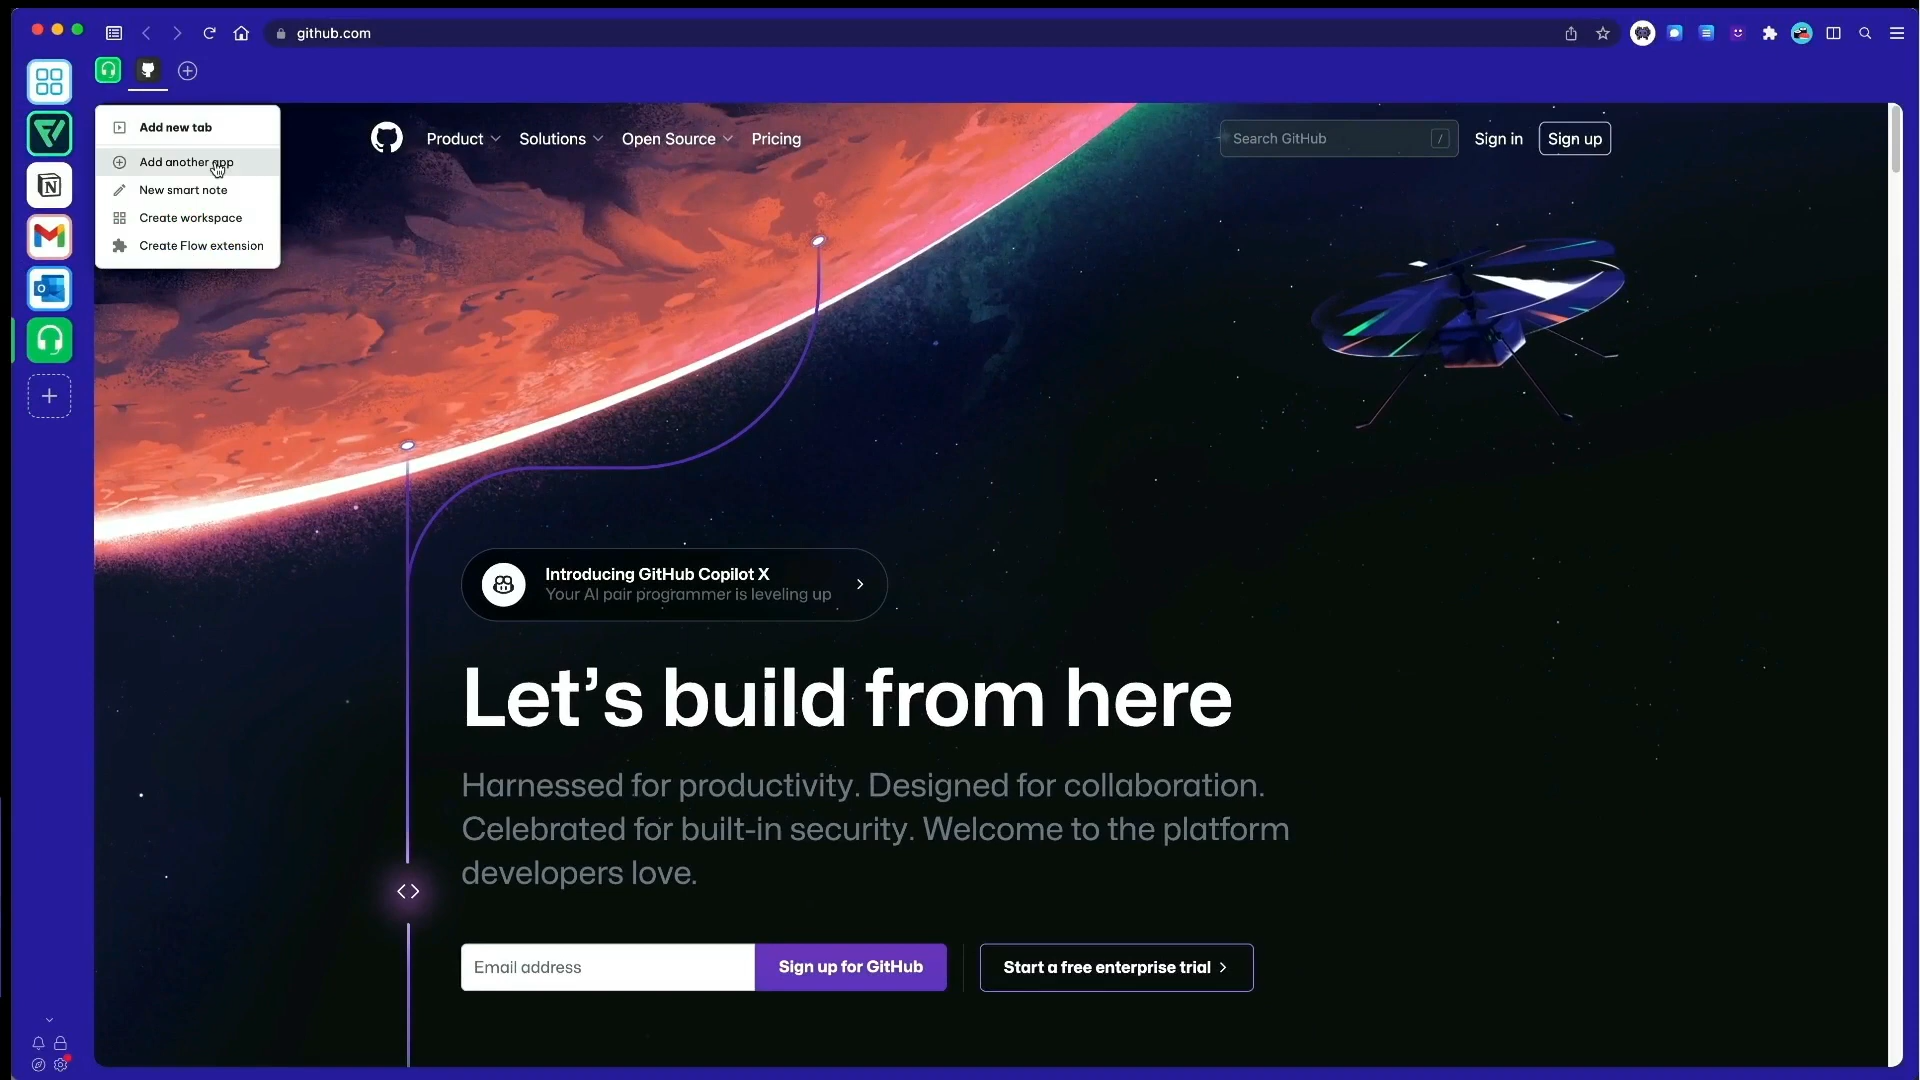 github.com
Add new tab
Add another app
New smart note
Create workspace
Create Flow extension
Product
Solutions
Open Source
Pricing
Search GitHub
/
Sign in
Sign up
Introducing GitHub Copilot X
Your AI pair programmer is leveling up
Let’s build from here
Harnessed for productivity. Designed for collaboration.
Celebrated for built-in security. Welcome to the platform
developers love.
Email address
Sign up for GitHub
Start a free enterprise trial